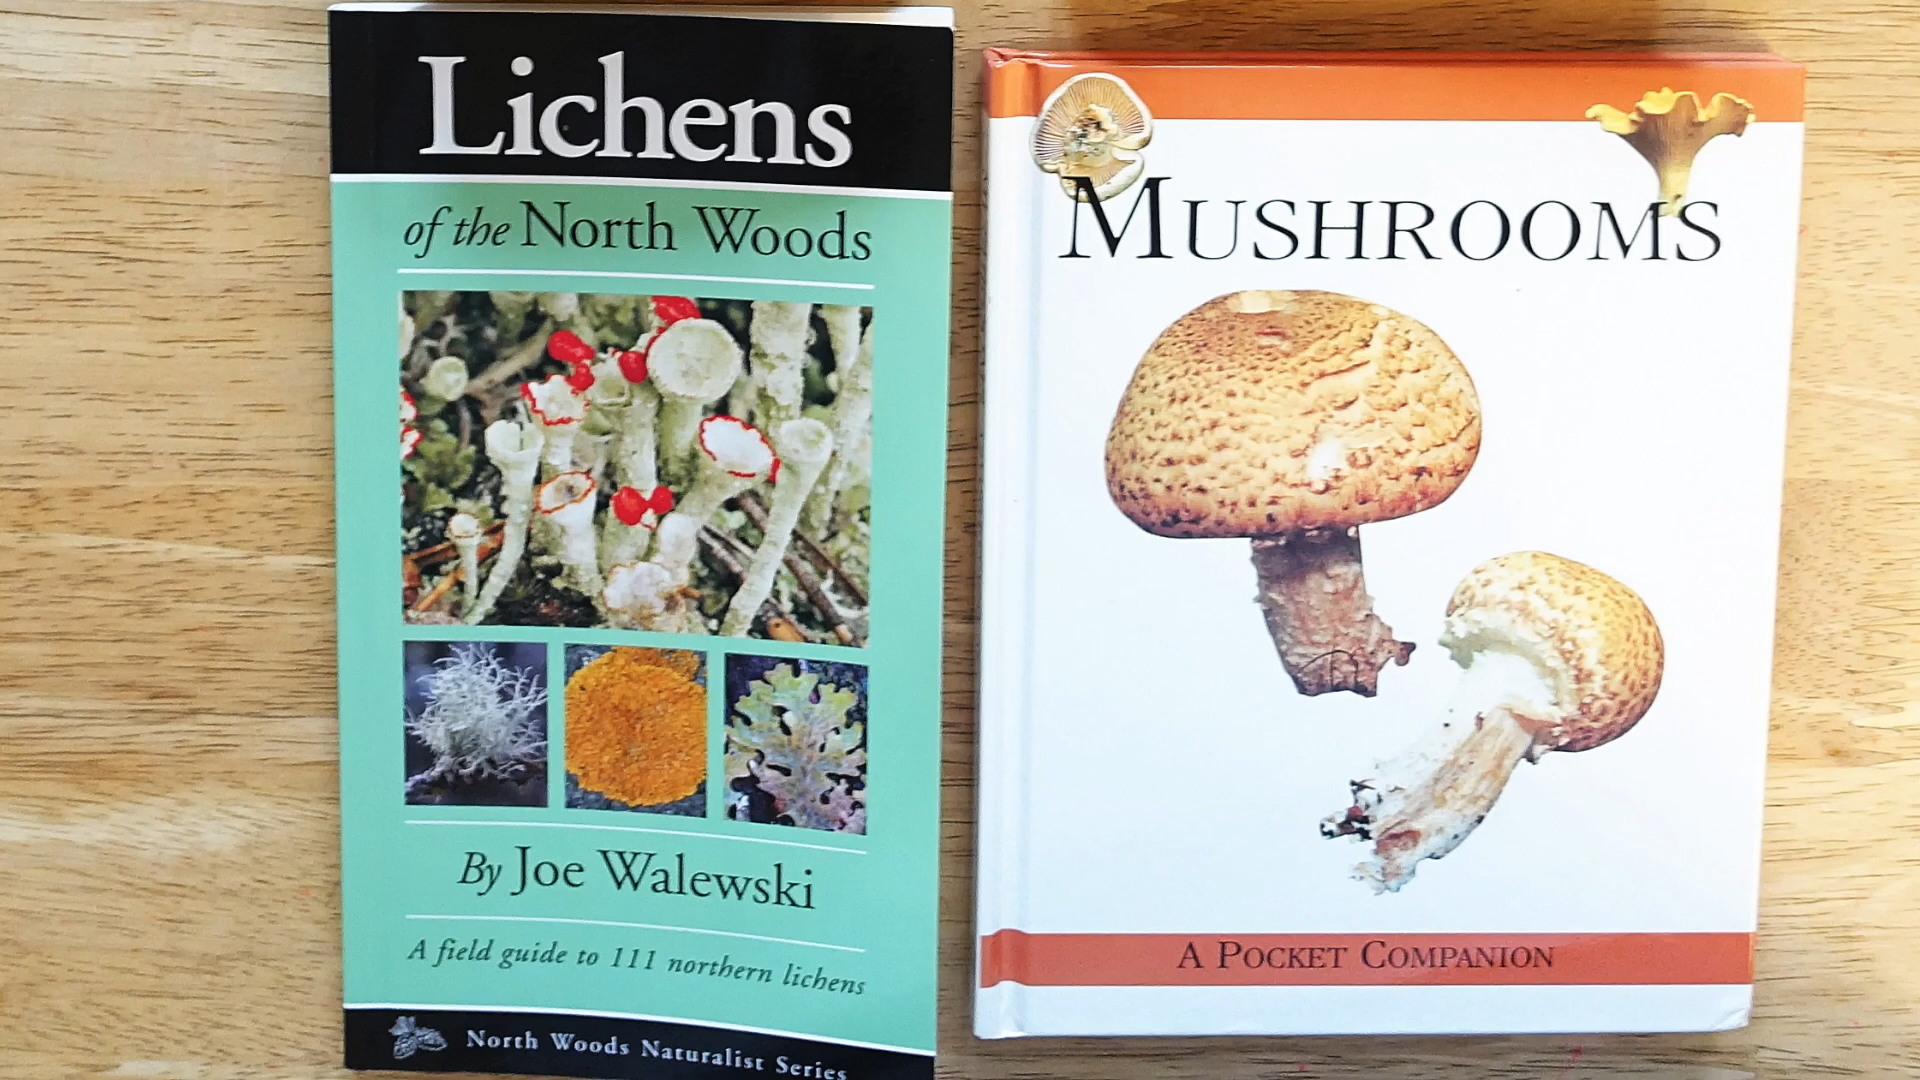 Lichens
of the North Woods
By Joe Walewski
A field guide to 111 northern lichens
North Woods Naturalist Series
MUSHROOMS
A POCKET COMPANION